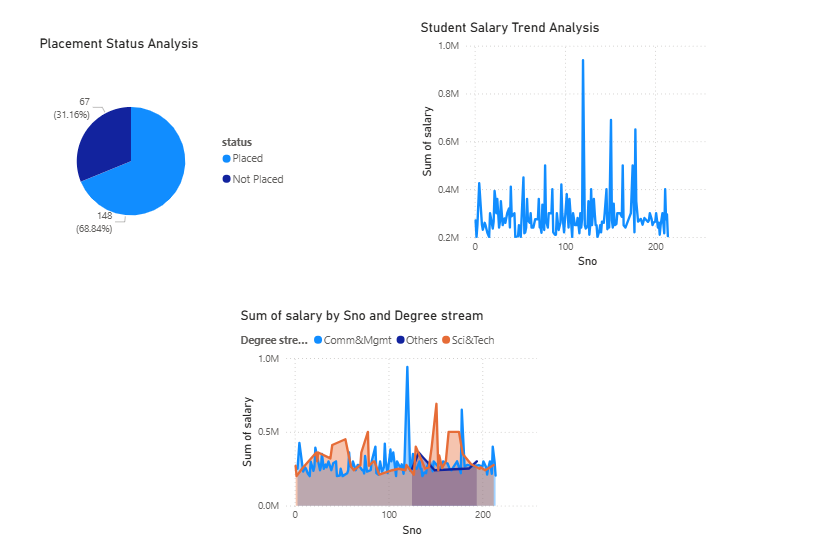 Student Salary Trend Analysis
Placement Status Analysis
1.0M
0.8M
0.6M
0.4M
0.2M
Sum of salary
0
100
200
Sno
67
(31.16%)
148
(68.84%)
status
Placed
Not Placed
Sum of salary by Sno and Degree stream
Degree stre... Comm&Mgmt Others Sci&Tech
1.0M
0.5M
0.0M
Sum of salary
0
100
200
Sno